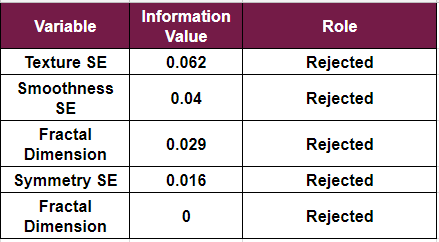 Variable Information Value Role
Texture SE 0.062 Rejected
Smoothness SE 0.04 Rejected
Fractal Dimension 0.029 Rejected
Symmetry SE 0.016 Rejected
Fractal Dimension 0 Rejected